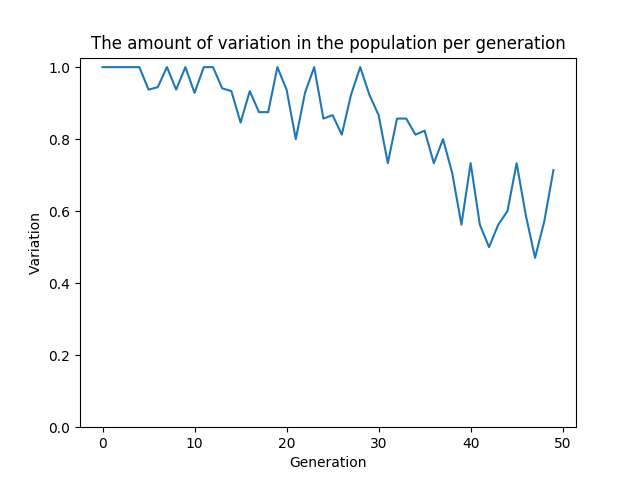 The amount of variation in the population per generation
1.0
0.8
0.6
0.4
0.2
0.0
Variation
0 10 20 30 40 50
Generation